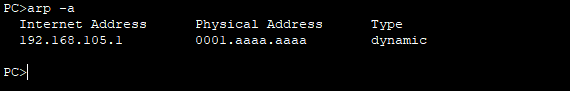 PC>arp -a
Internet Address Physical Address Type
192.168.105.1 0001.aaaa.aaaa dynamic
PC>